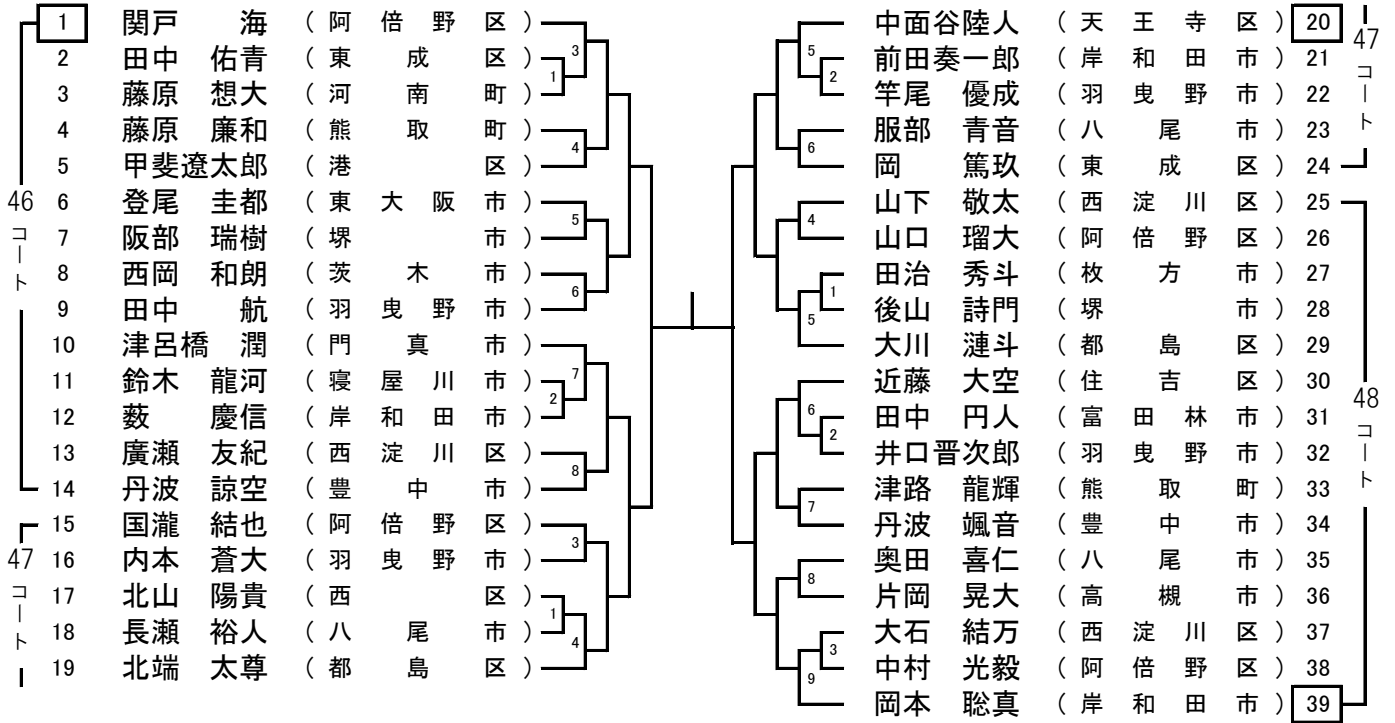 1 関戸 海 (阿倍野区)
2 田中 佑青 (東成区)
3 藤原 想大 (河南町)
4 藤原 廉和 (熊取町)
5 甲斐遼太郎 (港区)
6 登尾 圭都 (東大阪市)
7 阪部 瑞樹 (堺市)
8 西岡 和朗 (茨木市)
9 田中 航 (羽曳野市)
10 津呂橋 潤 (門真市)
11 鈴木 龍河 (寝屋川市)
12 薮 慶信 (岸和田市)
13 廣瀬 友紀 (西淀川区)
14 丹波 諒空 (豊中市)
15 国瀧 結也 (阿倍野区)
16 内本 蒼大 (羽曳野市)
17 北山 陽貴 (西区)
18 長瀬 裕人 (八尾市)
19 北端 太尊 (都島区)
46コート
47コート
3
1
4
5
6
7
2
8
3
1
4
中面谷陸人 (天王寺区) 20
前田奏一郎 (岸和田市) 21
竿尾 優成 (羽曳野市) 22
服部 青音 (八尾市) 23
岡 篤玖 (東成区) 24
山下 敬太 (西淀川区) 25
山口 瑠大 (阿倍野区) 26
田治 秀斗 (枚方市) 27
後山 詩門 (堺市) 28
大川 漣斗 (都島区) 29
近藤 大空 (住吉区) 30
田中 円人 (富田林市) 31
井口晋次郎 (羽曳野市) 32
津路 龍輝 (熊取町) 33
丹波 颯音 (豊中市) 34
奥田 喜仁 (八尾市) 35
片岡 晃大 (高槻市) 36
大石 結万 (西淀川区) 37
中村 光毅 (阿倍野区) 38
岡本 聡真 (岸和田市) 39
47コート
48コート
5
2
6
4
1
5
6
2
7
8
3
9